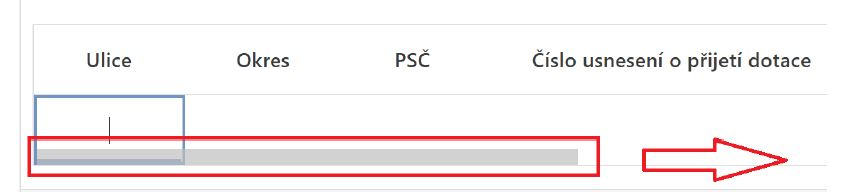 Ulice Okres PSČ Číslo usnesení o přijetí dotace